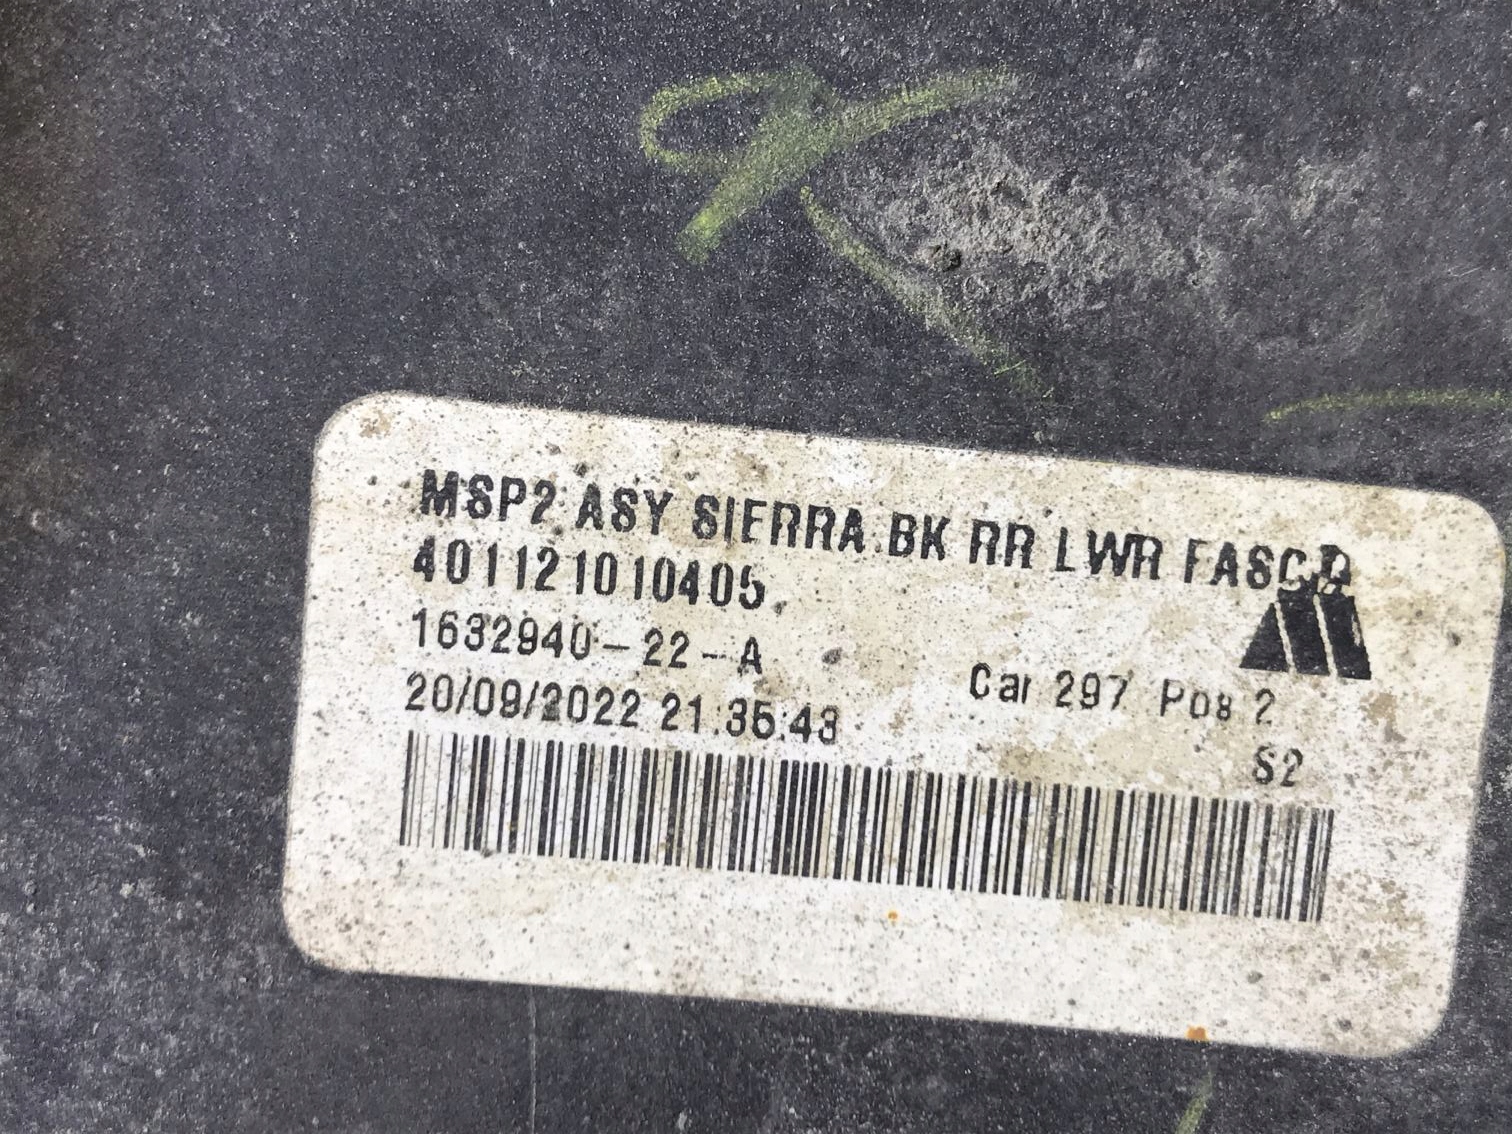 MSP2 ASY SIERRA BK RR LWR FASC
401121010405
1632940-22-A
Car 297 Pos 2
20/09/2022 21:35:43
S2